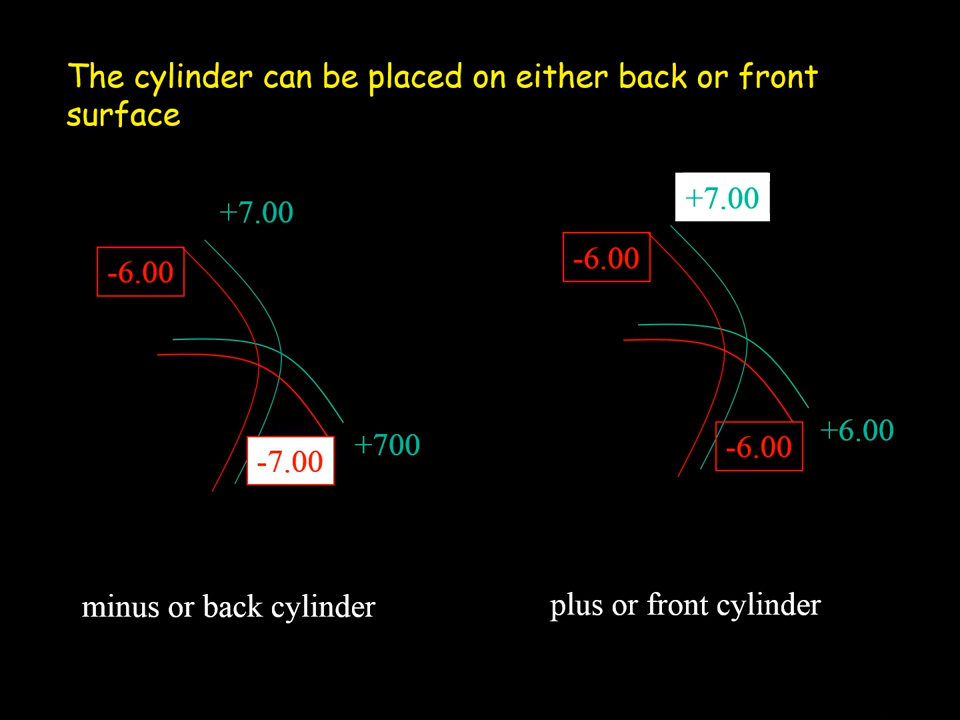 The cylinder can be placed on either back or front
surface
+7.00
-6.00
+700
-7.00
minus or back cylinder
+7.00
-6.00
+6.00
-6.00
plus or front cylinder